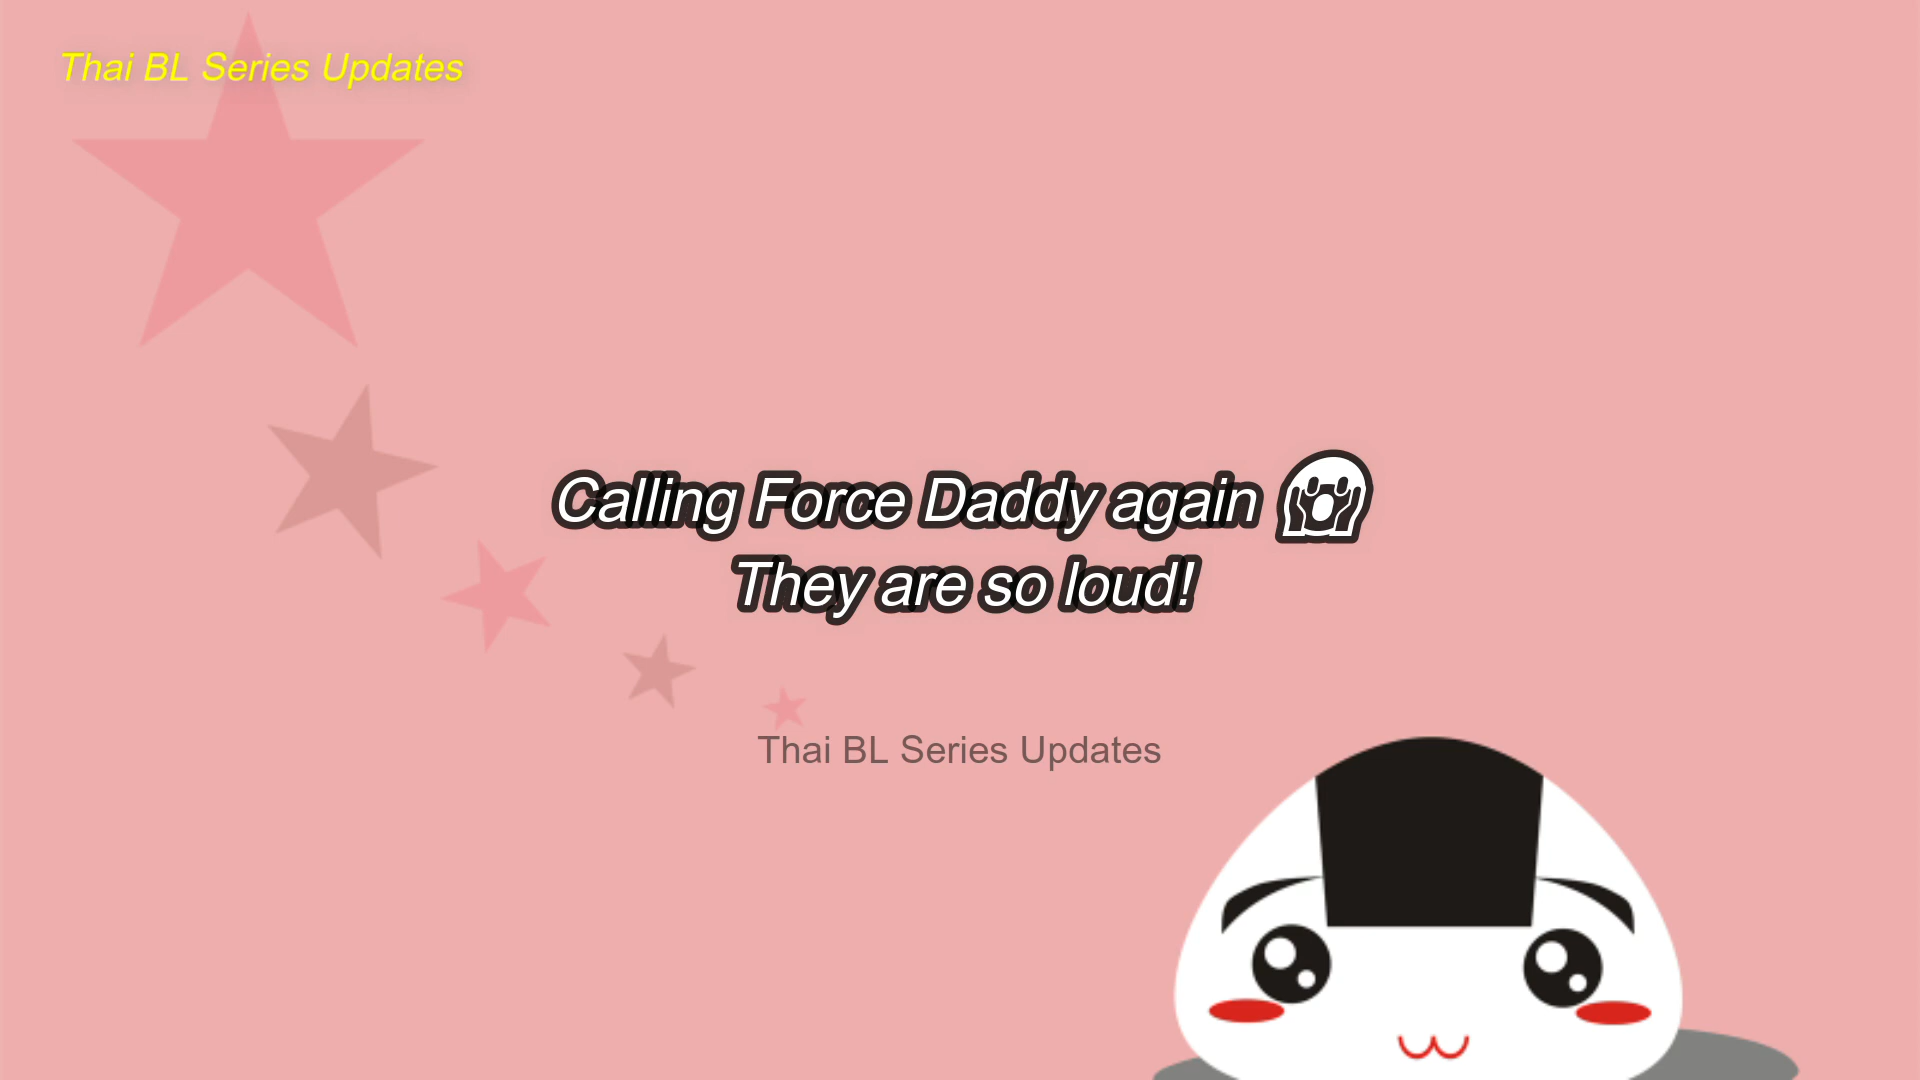 Thai BL Series Updates
Calling Force Daddy again 😱
They are so loud!
Thai BL Series Updates